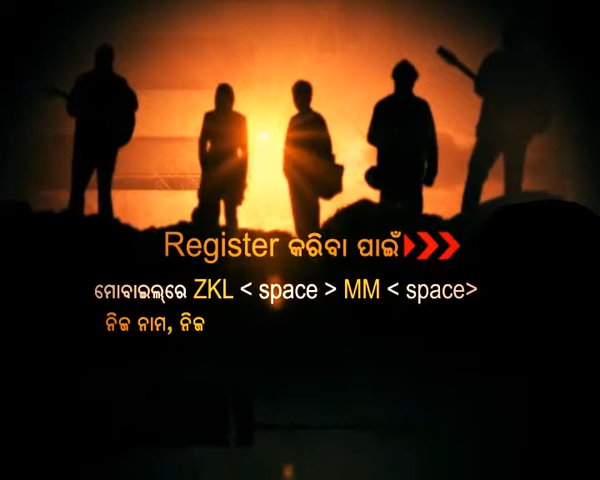 Register କରିବା ପାଇଁ
ମୋବାଇଲ୍‌ରେ ZKL < space > MM < space>
ନିଜ ନାମ, ନିଜ